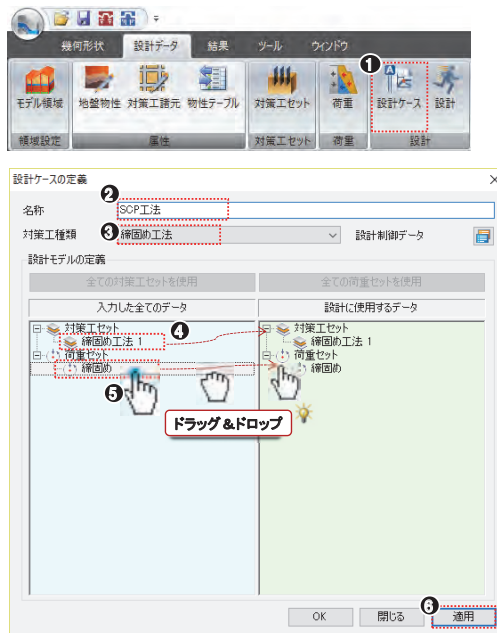 幾何形状 設計データ 結果 ツール ウィンドウ
❶
モデル領域 地盤物性 対策工諸元 物性テーブル 対策工セット 荷重 設計ケース 設計
領域設定 属性 対策工セット 荷重 設計
設計ケースの定義 ×
❷
名称 SCP工法
対策工種類 ❸ 締固め工法 設計制御データ
設計モデルの定義
全ての対策工セットを使用 全ての荷重セットを使用
入力した全てのデータ 設計に使用するデータ
対策工セット ❹ 対策工セット
締固め工法 1 締固め工法 1
荷重セット 荷重セット
締固め 締固め
❺
ドラッグ&ドロップ
❻
OK 閉じる 適用